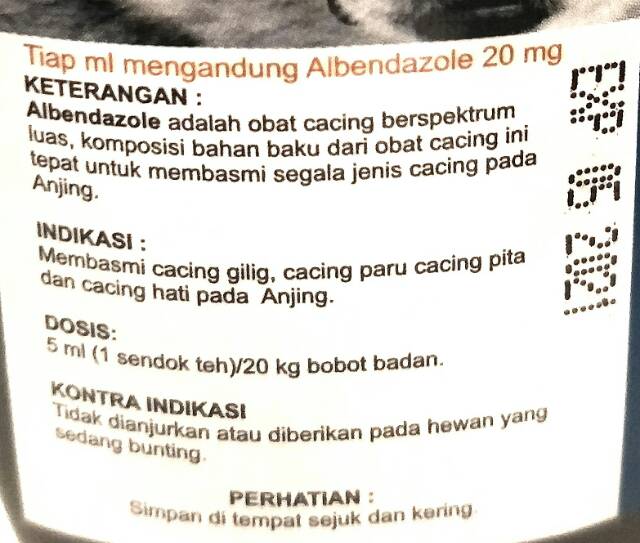 Tiap ml mengandung Albendazole 20 mg
KETERANGAN :
Albendazole adalah obat cacing berspektrum
luas, komposisi bahan baku dari obat cacing ini
tepat untuk membasmi segala jenis cacing pada
Anjing.
INDIKASI :
Membasmi cacing gilig, cacing paru cacing pita
dan cacing hati pada Anjing.
DOSIS:
5 ml (1 sendok teh)/20 kg bobot badan.
KONTRA INDIKASI
Tidak dianjurkan atau diberikan pada hewan yang
sedang bunting.
PERHATIAN :
Simpan di tempat sejuk dan kering
EXP 2021